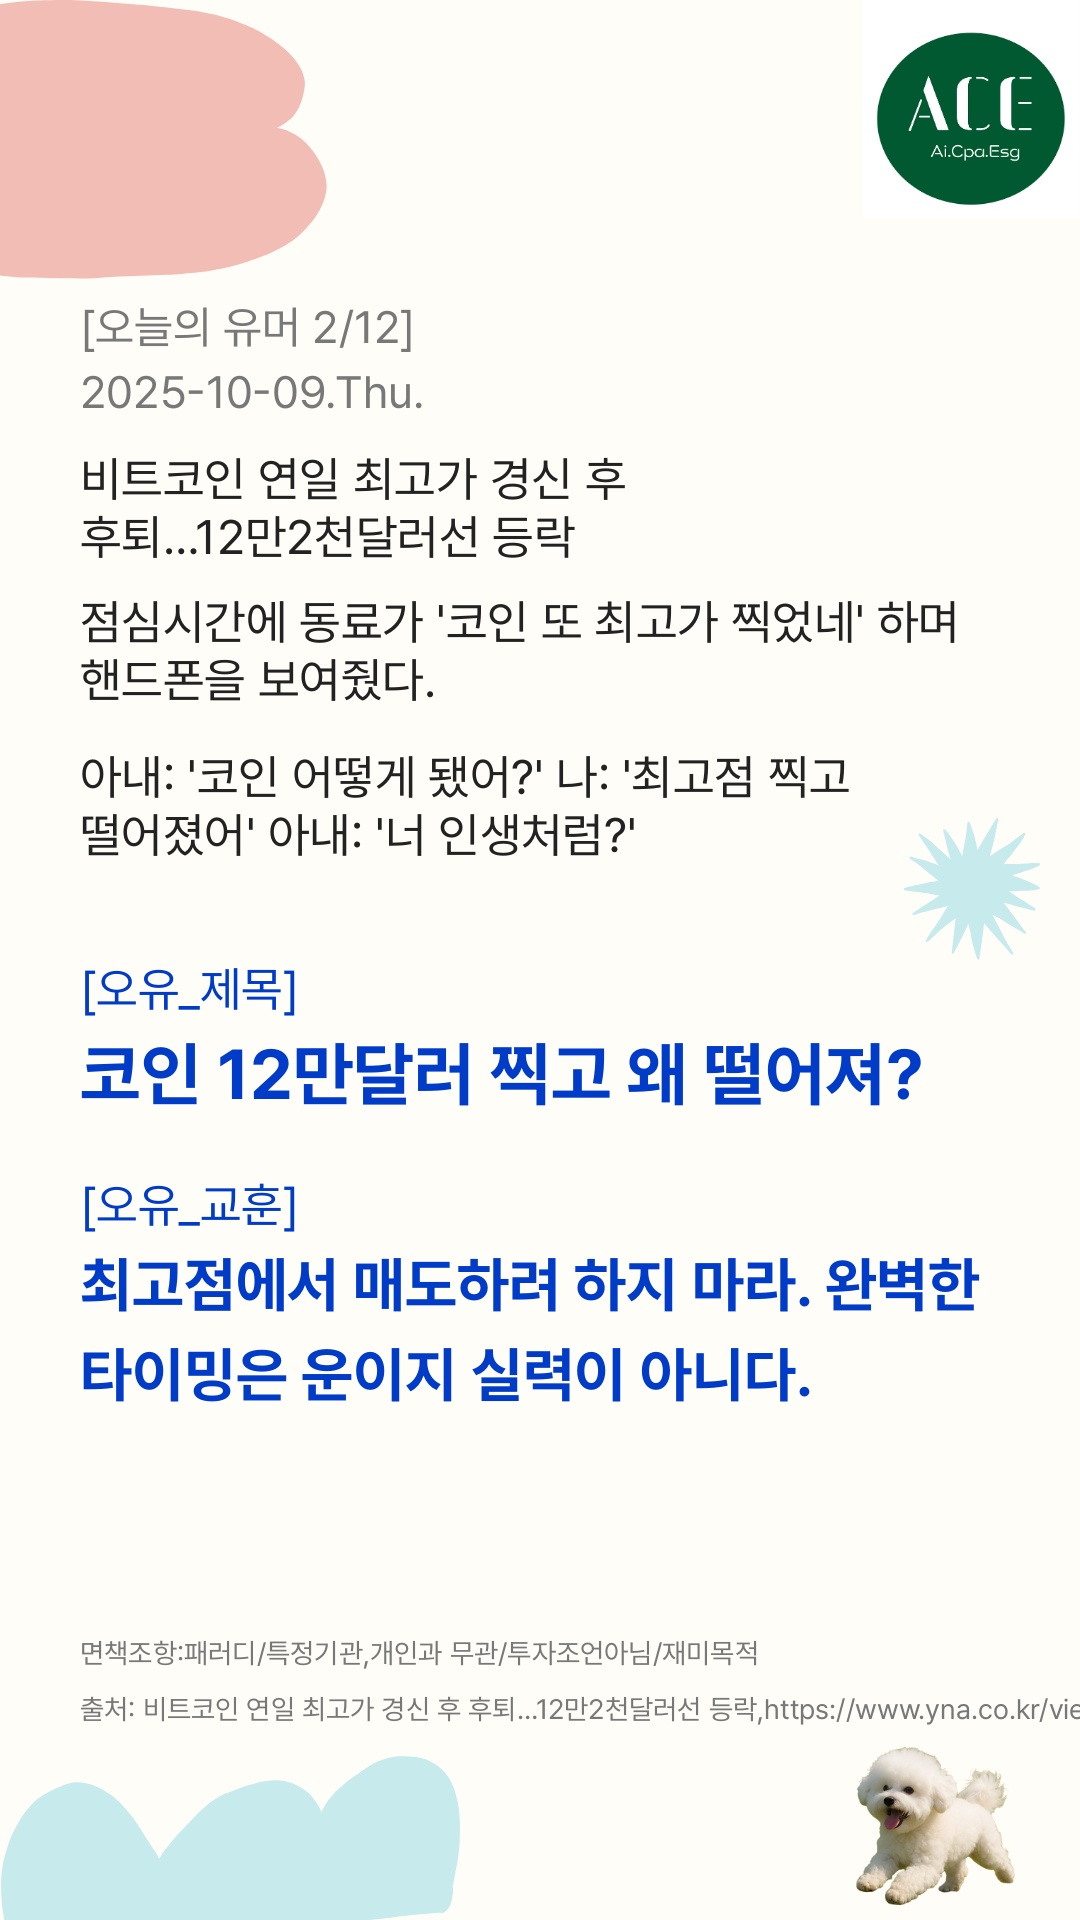 ACE
Ai.Cpa.Esg
[오늘의 유머 2/12]
2025-10-09.Thu.
비트코인 연일 최고가 경신 후
후퇴...12만2천달러선 등락
점심시간에 동료가 '코인 또 최고가 찍었네' 하며
핸드폰을 보여줬다.
아내: '코인 어떻게 됐어?' 나: '최고점 찍고
떨어졌어' 아내: '너 인생처럼?'
[오유_제목]
코인 12만달러 찍고 왜 떨어져?
[오유_교훈]
최고점에서 매도하려 하지 마라. 완벽한
타이밍은 운이지 실력이 아니다.
면책조항:패러디/특정기관,개인과 무관/투자조언아님/재미목적
출처: 비트코인 연일 최고가 경신 후 후퇴...12만2천달러선 등락,https://www.yna.co.kr/vie